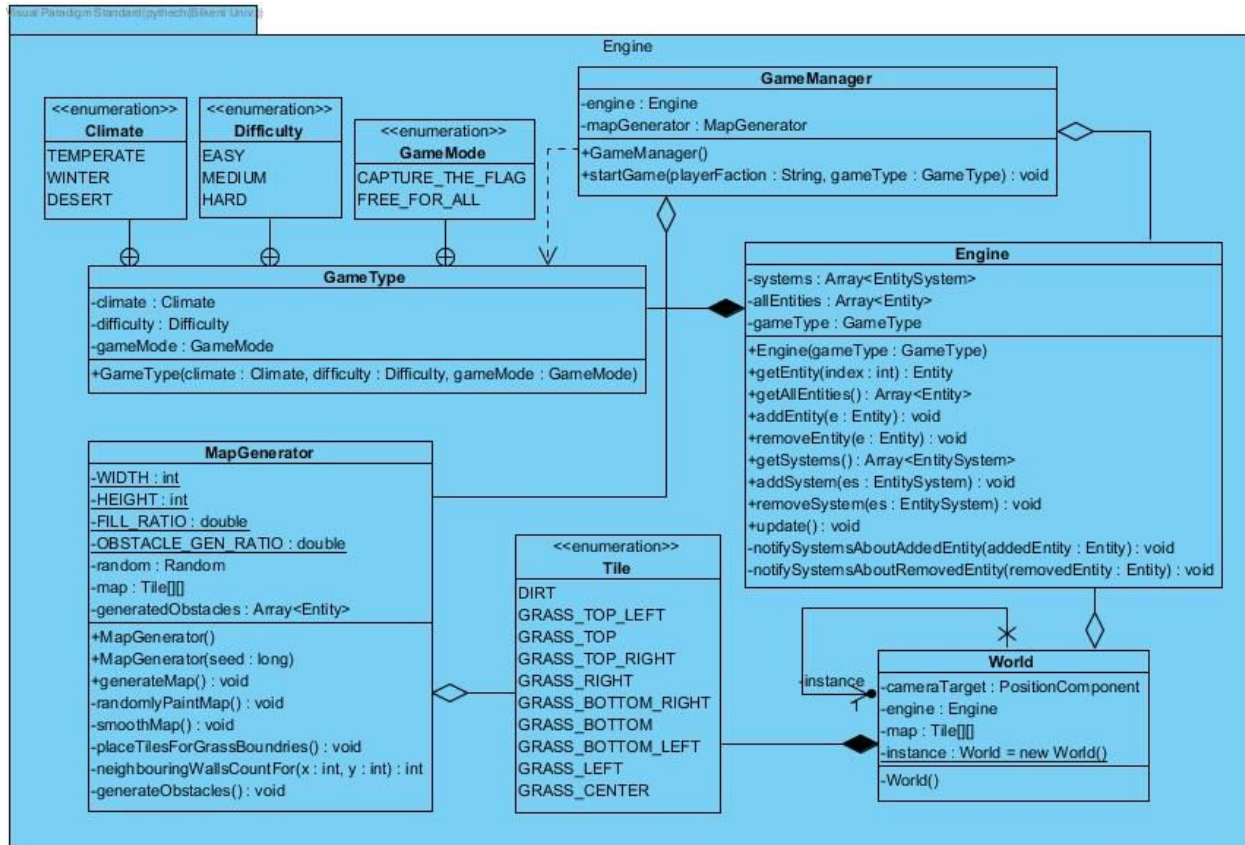 Visual Paradigm Standard(pythech(Bilkent Univ.))
Engine
GameManager
-engine : Engine
-mapGenerator : MapGenerator
+GameManager()
+startGame(playerFaction : String, gameType : GameType) : void
<<enumeration>>
Climate
TEMPERATE
WINTER
DESERT
<<enumeration>>
Difficulty
EASY
MEDIUM
HARD
<<enumeration>>
GameMode
CAPTURE_THE_FLAG
FREE_FOR_ALL
GameType
-climate : Climate
-difficulty : Difficulty
-gameMode : GameMode
+GameType(climate : Climate, difficulty : Difficulty, gameMode : GameMode)
Engine
-systems : Array<EntitySystem>
-allEntities : Array<Entity>
-gameType : GameType
+Engine(gameType : GameType)
+getEntity(index : int) : Entity
+getAllEntities() : Array<Entity>
+addEntity(e : Entity) : void
+removeEntity(e : Entity) : void
+getSystems() : Array<EntitySystem>
+addSystem(es : EntitySystem) : void
+removeSystem(es : EntitySystem) : void
+update() : void
-notifySystemsAboutAddedEntity(addedEntity : Entity) : void
-notifySystemsAboutRemovedEntity(removedEntity : Entity) : void
MapGenerator
-WIDTH : int
-HEIGHT : int
-FILL_RATIO : double
-OBSTACLE_GEN_RATIO : double
-random : Random
-map : Tile[][]
-generatedObstacles : Array<Entity>
+MapGenerator()
+MapGenerator(seed : long)
+generateMap() : void
-randomlyPaintMap() : void
-smoothMap() : void
-placeTilesForGrassBoundries() : void
-neighbouringWallsCountFor(x : int, y : int) : int
-generateObstacles() : void
<<enumeration>>
Tile
DIRT
GRASS_TOP_LEFT
GRASS_TOP
GRASS_TOP_RIGHT
GRASS_RIGHT
GRASS_BOTTOM_RIGHT
GRASS_BOTTOM
GRASS_BOTTOM_LEFT
GRASS_LEFT
GRASS_CENTER
-instance
1
World
-cameraTarget : PositionComponent
-engine : Engine
-map : Tile[][]
-instance : World = new World()
-World()